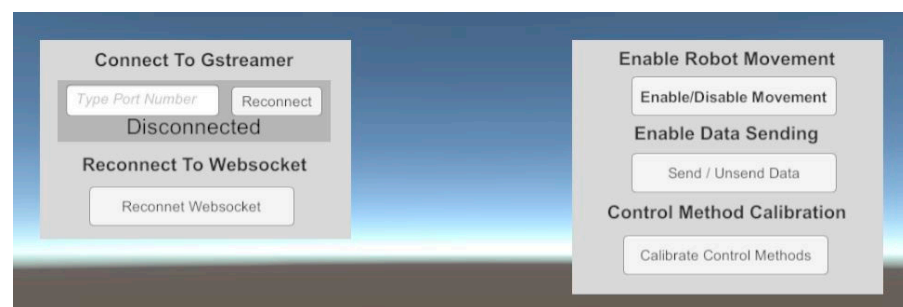 Connect To Gstreamer
Type Port Number
Reconnect
Disconnected
Reconnect To Websocket
Reconnet Websocket
Enable Robot Movement
Enable/Disable Movement
Enable Data Sending
Send / Unsend Data
Control Method Calibration
Calibrate Control Methods